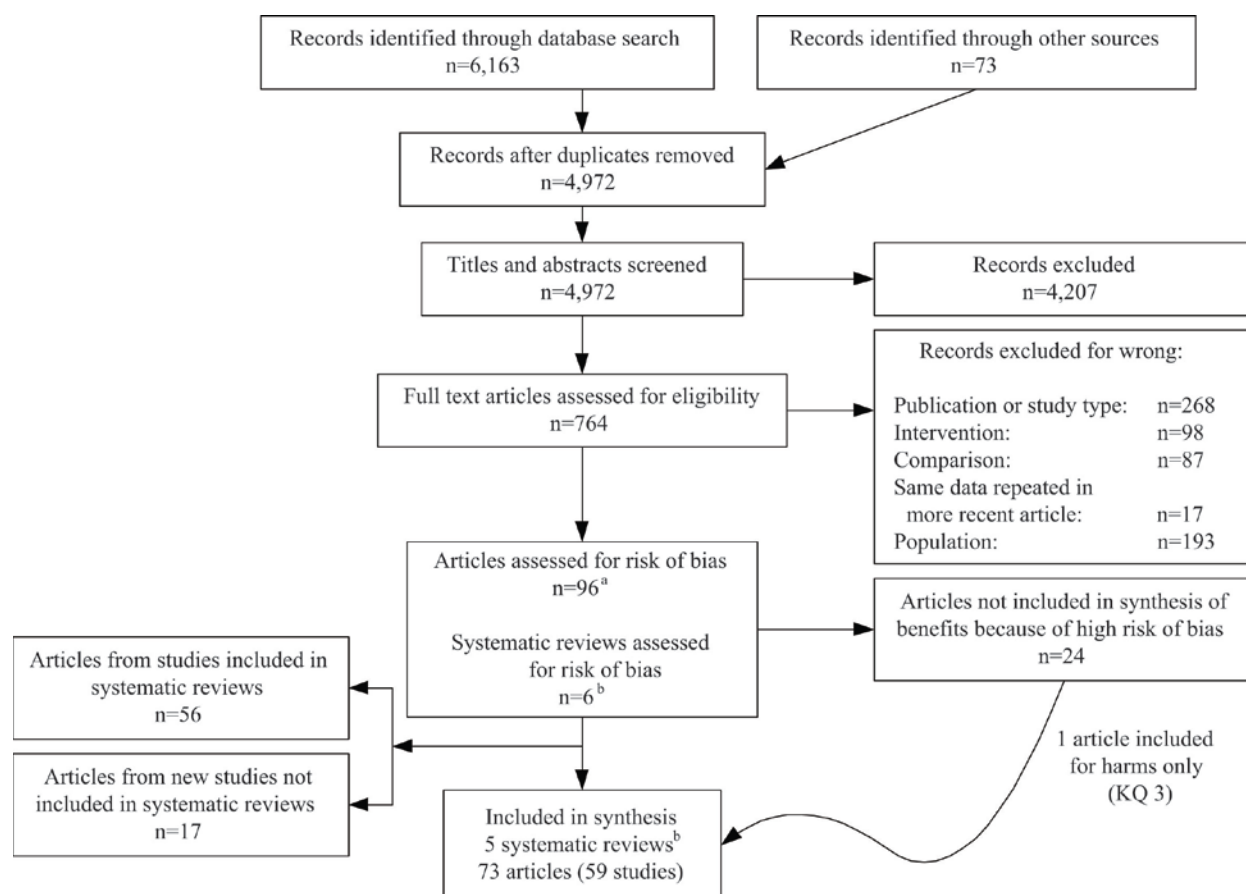 Records identified through database search
n=6,163
Records identified through other sources
n=73
Records after duplicates removed
n=4,972
Titles and abstracts screened
n=4,972
Records excluded
n=4,207
Full text articles assessed for eligibility
n=764
Records excluded for wrong:
Publication or study type: n=268
Intervention: n=98
Comparison: n=87
Same data repeated in
more recent article: n=17
Population: n=193
Articles assessed for risk of bias
n=96a
Systematic reviews assessed
for risk of bias
n=6b
Articles not included in synthesis of
benefits because of high risk of bias
n=24
Articles from studies included in
systematic reviews
n=56
Articles from new studies not
included in systematic reviews
n=17
1 article included
for harms only
(KQ 3)
Included in synthesis
5 systematic reviewsb
73 articles (59 studies)